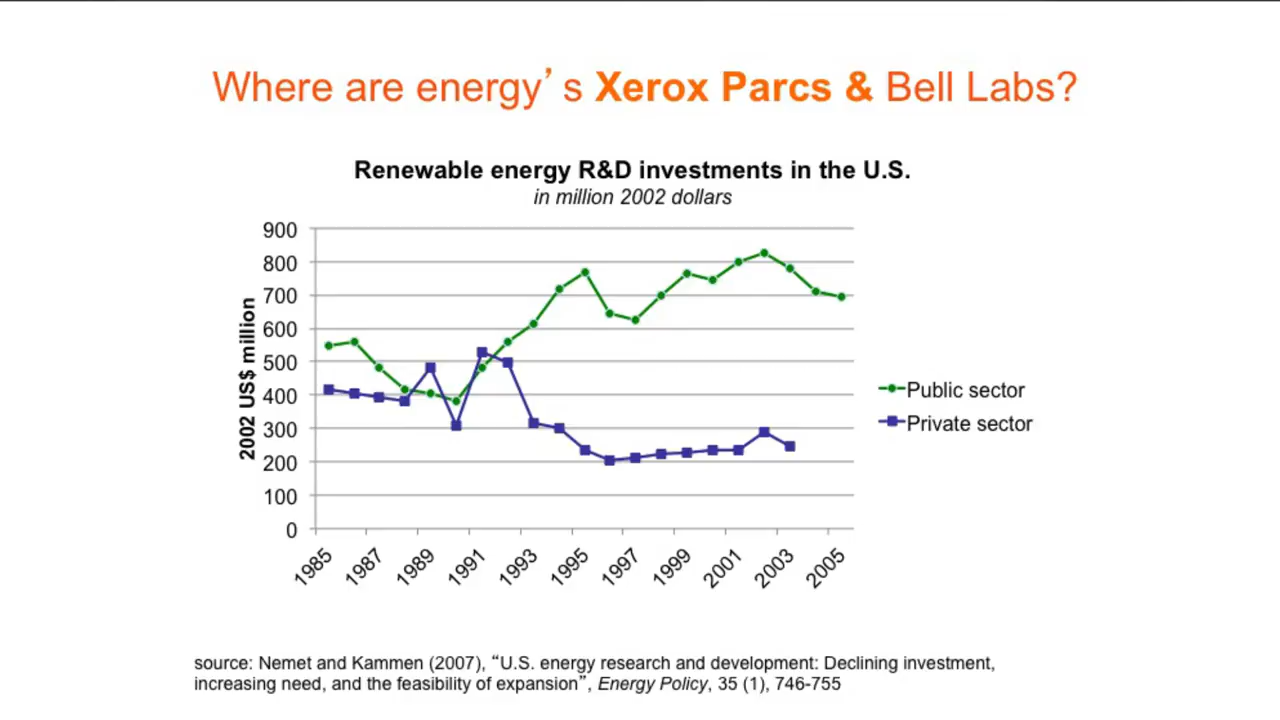 Where are energy’s Xerox Parcs & Bell Labs?
Renewable energy R&D investments in the U.S.
in million 2002 dollars
900
800
700
600
500
400
300
200
100
0
2002 US$ million
1985
1987
1989
1991
1993
1995
1997
1999
2001
2003
2005
Public sector
Private sector
source: Nemet and Kammen (2007), “U.S. energy research and development: Declining investment,
increasing need, and the feasibility of expansion”, Energy Policy, 35 (1), 746-755